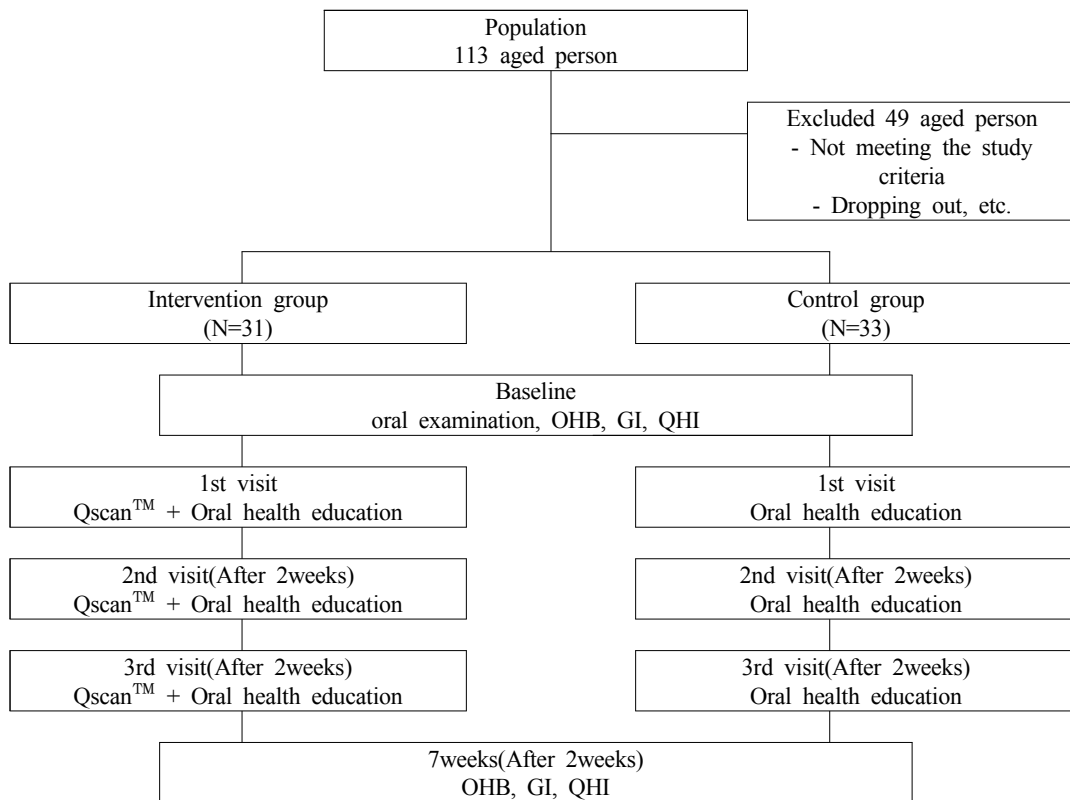 Population
113 aged person
Excluded 49 aged person
- Not meeting the study
criteria
- Dropping out, etc.
Intervention group
(N=31)
Control group
(N=33)
Baseline
oral examination, OHB, GI, QHI
1st visit
Qscan™ + Oral health education
1st visit
Oral health education
2nd visit(After 2weeks)
Qscan™ + Oral health education
2nd visit(After 2weeks)
Oral health education
3rd visit(After 2weeks)
Qscan™ + Oral health education
3rd visit(After 2weeks)
Oral health education
7weeks(After 2weeks)
OHB, GI, QHI